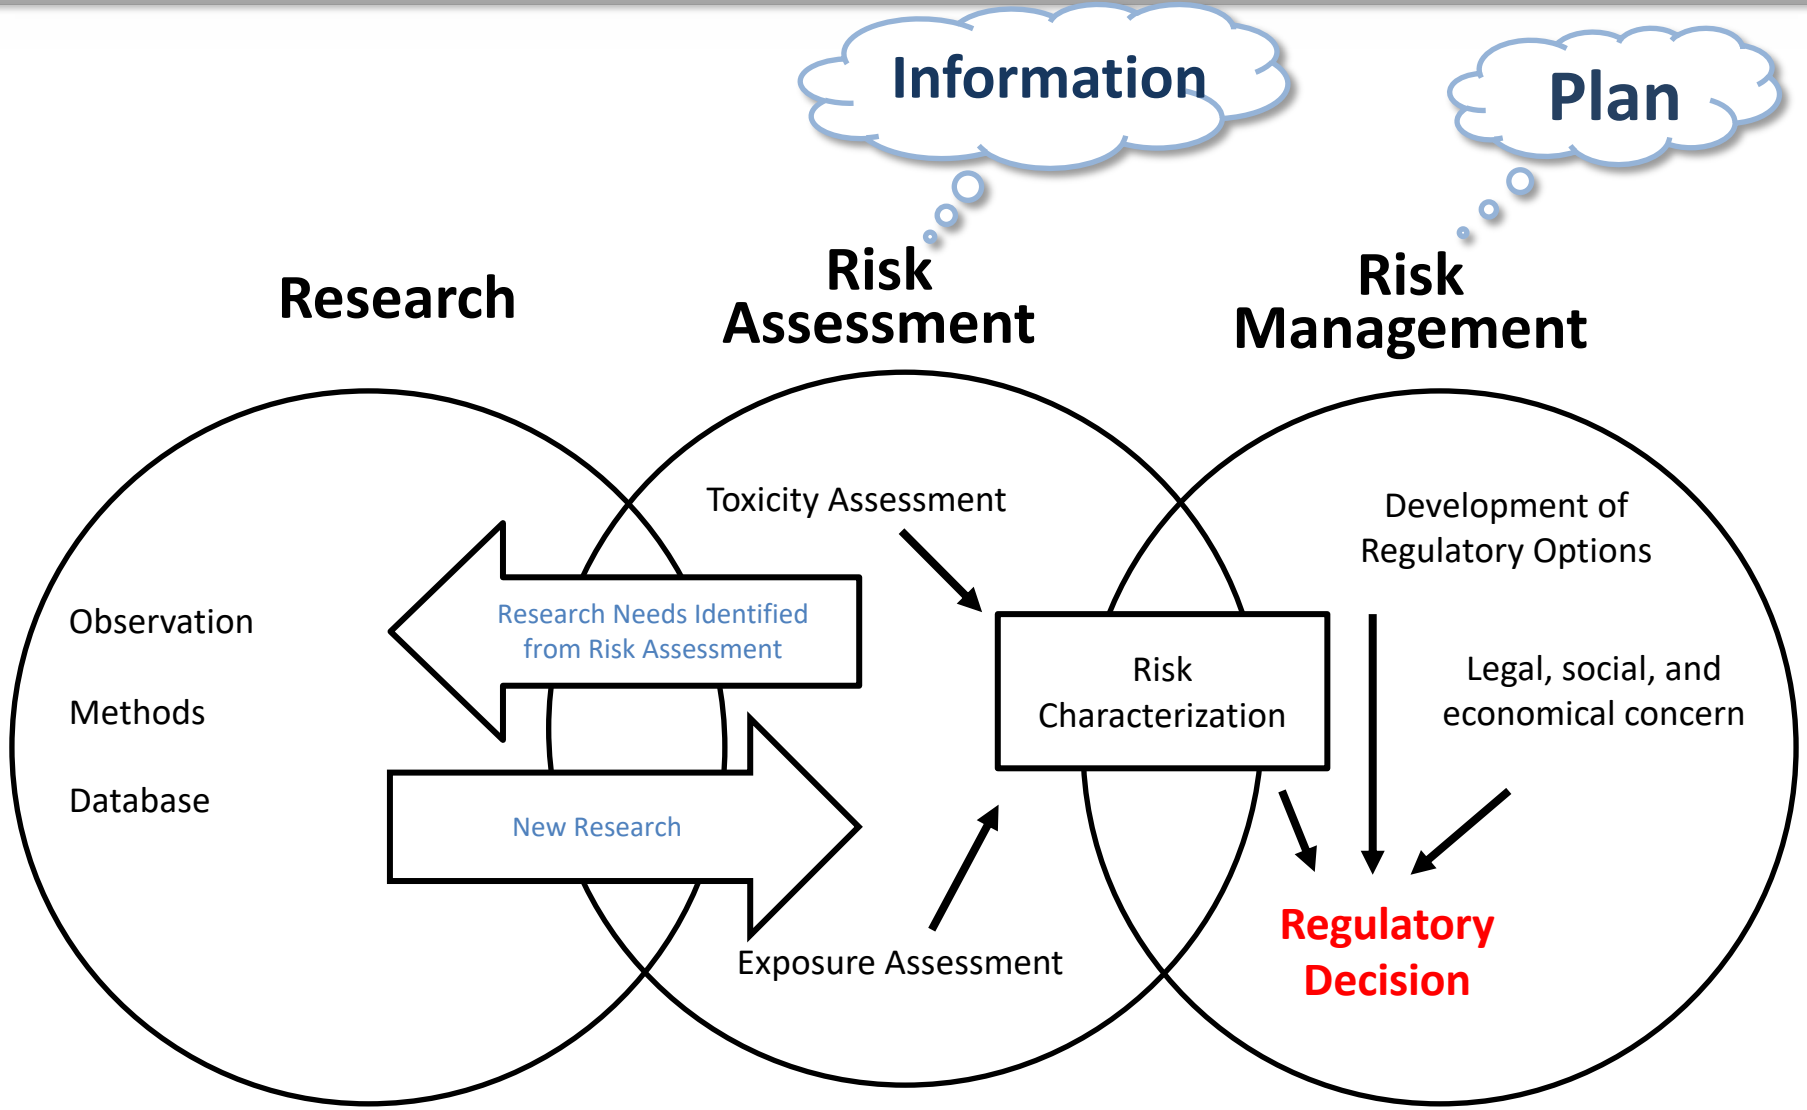 Information
Plan
Research
Risk
Assessment
Risk
Management
Observation
Methods
Database
Research Needs Identified
from Risk Assessment
New Research
Toxicity Assessment
Exposure Assessment
Risk
Characterization
Development of
Regulatory Options
Legal, social, and
economical concern
Regulatory
Decision